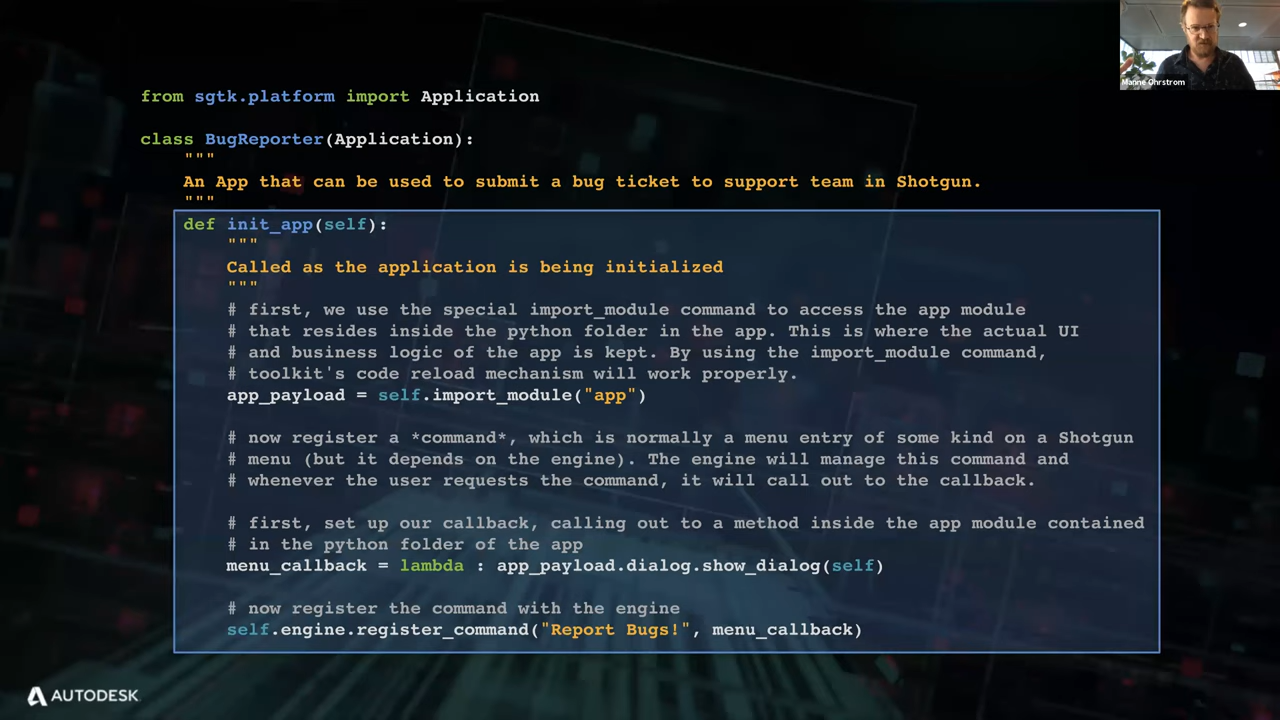 Manne Ohrstrom
from sgtk.platform import Application
class BugReporter(Application):
"""
An App that can be used to submit a bug ticket to support team in Shotgun.
"""
def init_app(self):
"""
Called as the application is being initialized
"""
# first, we use the special import_module command to access the app module
# that resides inside the python folder in the app. This is where the actual UI
# and business logic of the app is kept. By using the import_module command,
# toolkit's code reload mechanism will work properly.
app_payload = self.import_module("app")
# now register a *command*, which is normally a menu entry of some kind on a Shotgun
# menu (but it depends on the engine). The engine will manage this command and
# whenever the user requests the command, it will call out to the callback.
# first, set up our callback, calling out to a method inside the app module contained
# in the python folder of the app
menu_callback = lambda : app_payload.dialog.show_dialog(self)
# now register the command with the engine
self.engine.register_command("Report Bugs!", menu_callback)
AUTODESK